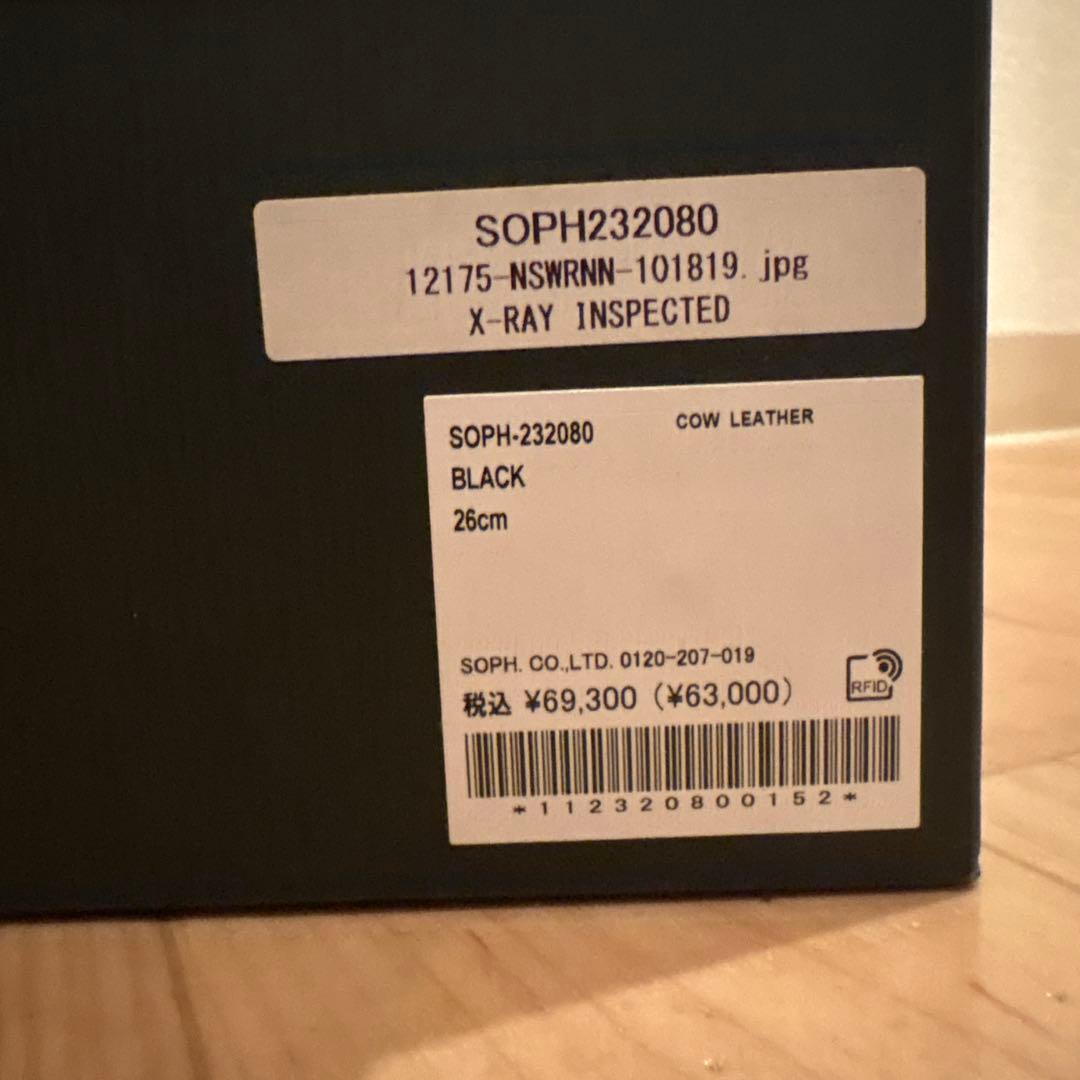 SOPH232080
12175-NSWRNN-101819.jpg
X-RAY INSPECTED
SOPH-232080 COW LEATHER
BLACK
26cm
SOPH. CO.,LTD. 0120-207-019
RFID
税込 ¥69,300（¥63,000）
*112320800152*